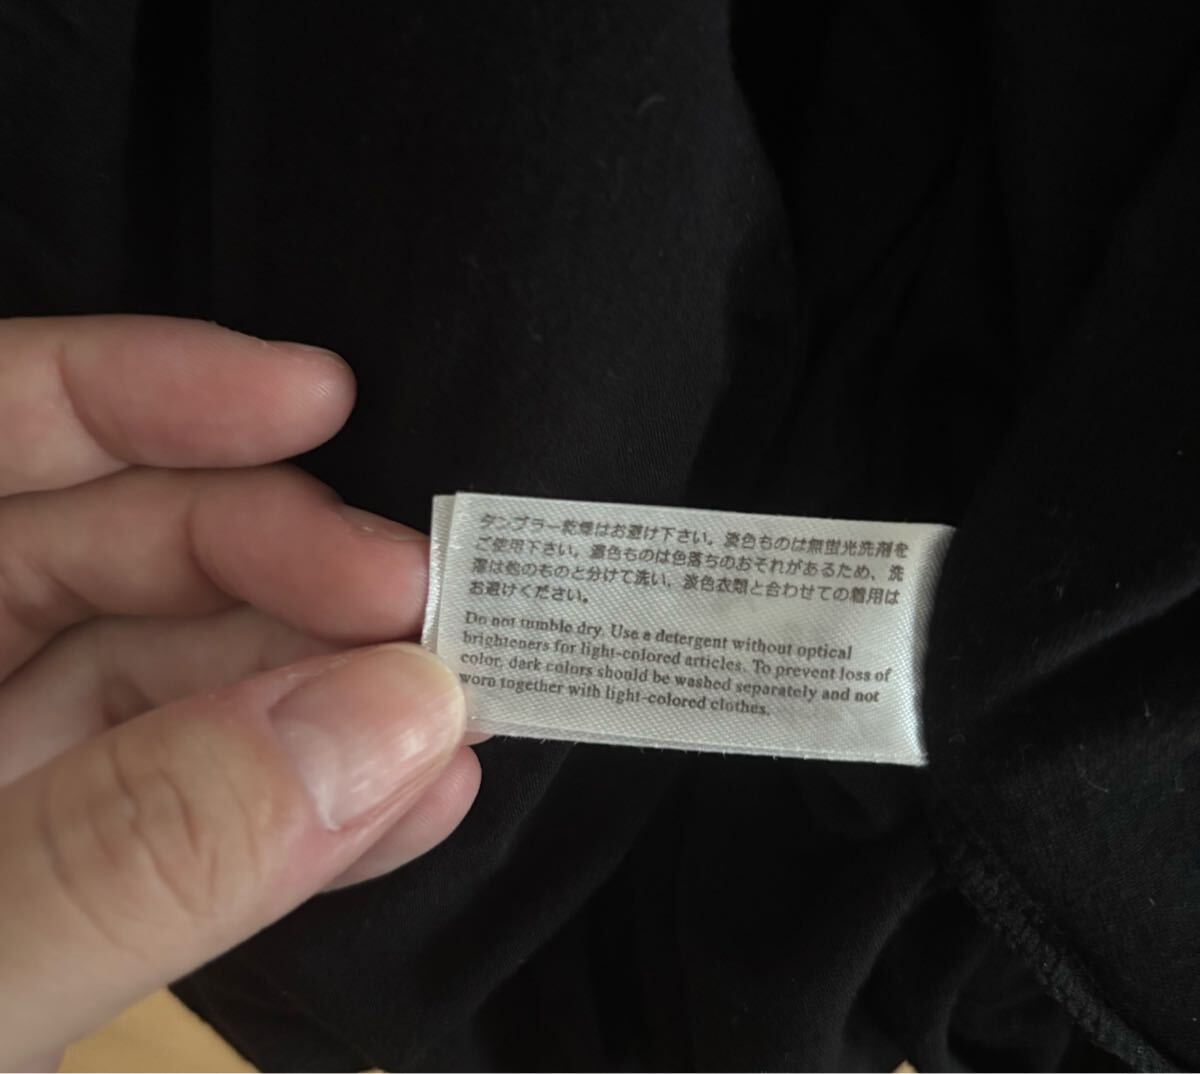 タンブラー乾燥はお避け下さい。淡色ものは無蛍光洗剤を
ご使用下さい。濃色ものは色落ちのおそれがあるため、洗
濯は他のものと分けて洗い、淡色衣類と合わせての着用は
お避けください。
Do not tumble dry. Use a detergent without optical
brighteners for light-colored articles. To prevent loss of
color, dark colors should be washed separately and not
worn together with light-colored clothes.